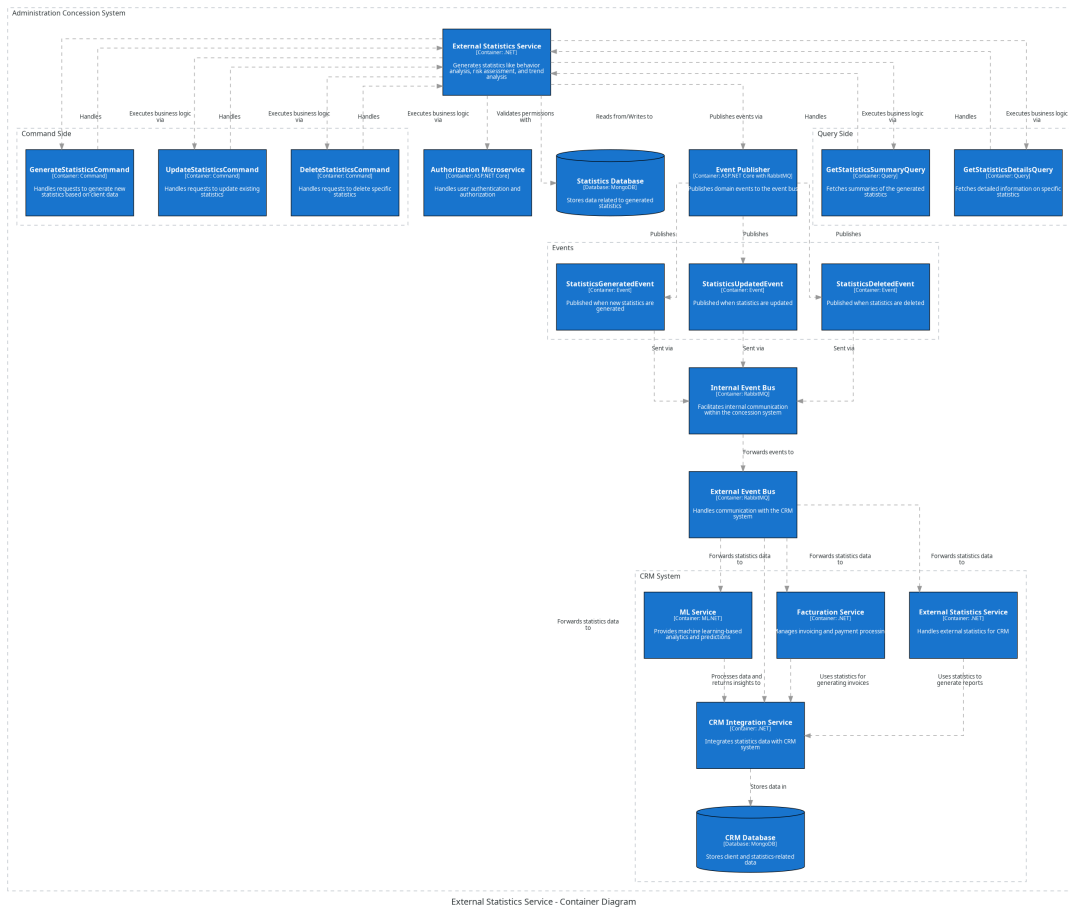 Administration Concession System
External Statistics Service
[Container: .NET]
Generates statistics like behavior
analysis, risk assessment, and trend
analysis
Handles
Executes business logic
via
Handles
Executes business logic
via
Handles
Executes business logic
via
Validates permissions
with
Reads from/Writes to
Publishes events via
Handles
Executes business logic
via
Handles
Executes business logic
via
Command Side
GenerateStatisticsCommand
[Container: Command]
Handles requests to generate new
statistics based on client data
UpdateStatisticsCommand
[Container: Command]
Handles requests to update existing
statistics
DeleteStatisticsCommand
[Container: Command]
Handles requests to delete specific
statistics
Authorization Microservice
[Container: ASP.NET Core]
Handles user authentication and
authorization
Statistics Database
[Database: MongoDB]
Stores data related to generated
statistics
Event Publisher
[Container: ASP.NET Core with RabbitMQ]
Publishes domain events to the event bus
Query Side
GetStatisticsSummaryQuery
[Container: Query]
Fetches summaries of the generated
statistics
GetStatisticsDetailsQuery
[Container: Query]
Fetches detailed information on specific
statistics
Publishes
Publishes
Publishes
Events
StatisticsGeneratedEvent
[Container: Event]
Published when new statistics are
generated
StatisticsUpdatedEvent
[Container: Event]
Published when statistics are updated
StatisticsDeletedEvent
[Container: Event]
Published when statistics are deleted
Sent via
Sent via
Sent via
Internal Event Bus
[Container: RabbitMQ]
Facilitates internal communication
within the concession system
Forwards events to
External Event Bus
[Container: RabbitMQ]
Handles communication with the CRM
system
Forwards statistics data
to
Forwards statistics data
to
Forwards statistics data
to
Forwards statistics data
to
CRM System
ML Service
[Container: ML.NET]
Provides machine learning-based
analytics and predictions
Facturation Service
[Container: .NET]
Manages invoicing and payment processing
External Statistics Service
[Container: .NET]
Handles external statistics for CRM
Processes data and
returns insights to
Uses statistics for
generating invoices
Uses statistics to
generate reports
CRM Integration Service
[Container: .NET]
Integrates statistics data with CRM
system
Stores data in
CRM Database
[Database: MongoDB]
Stores client and statistics-related
data
External Statistics Service - Container Diagram